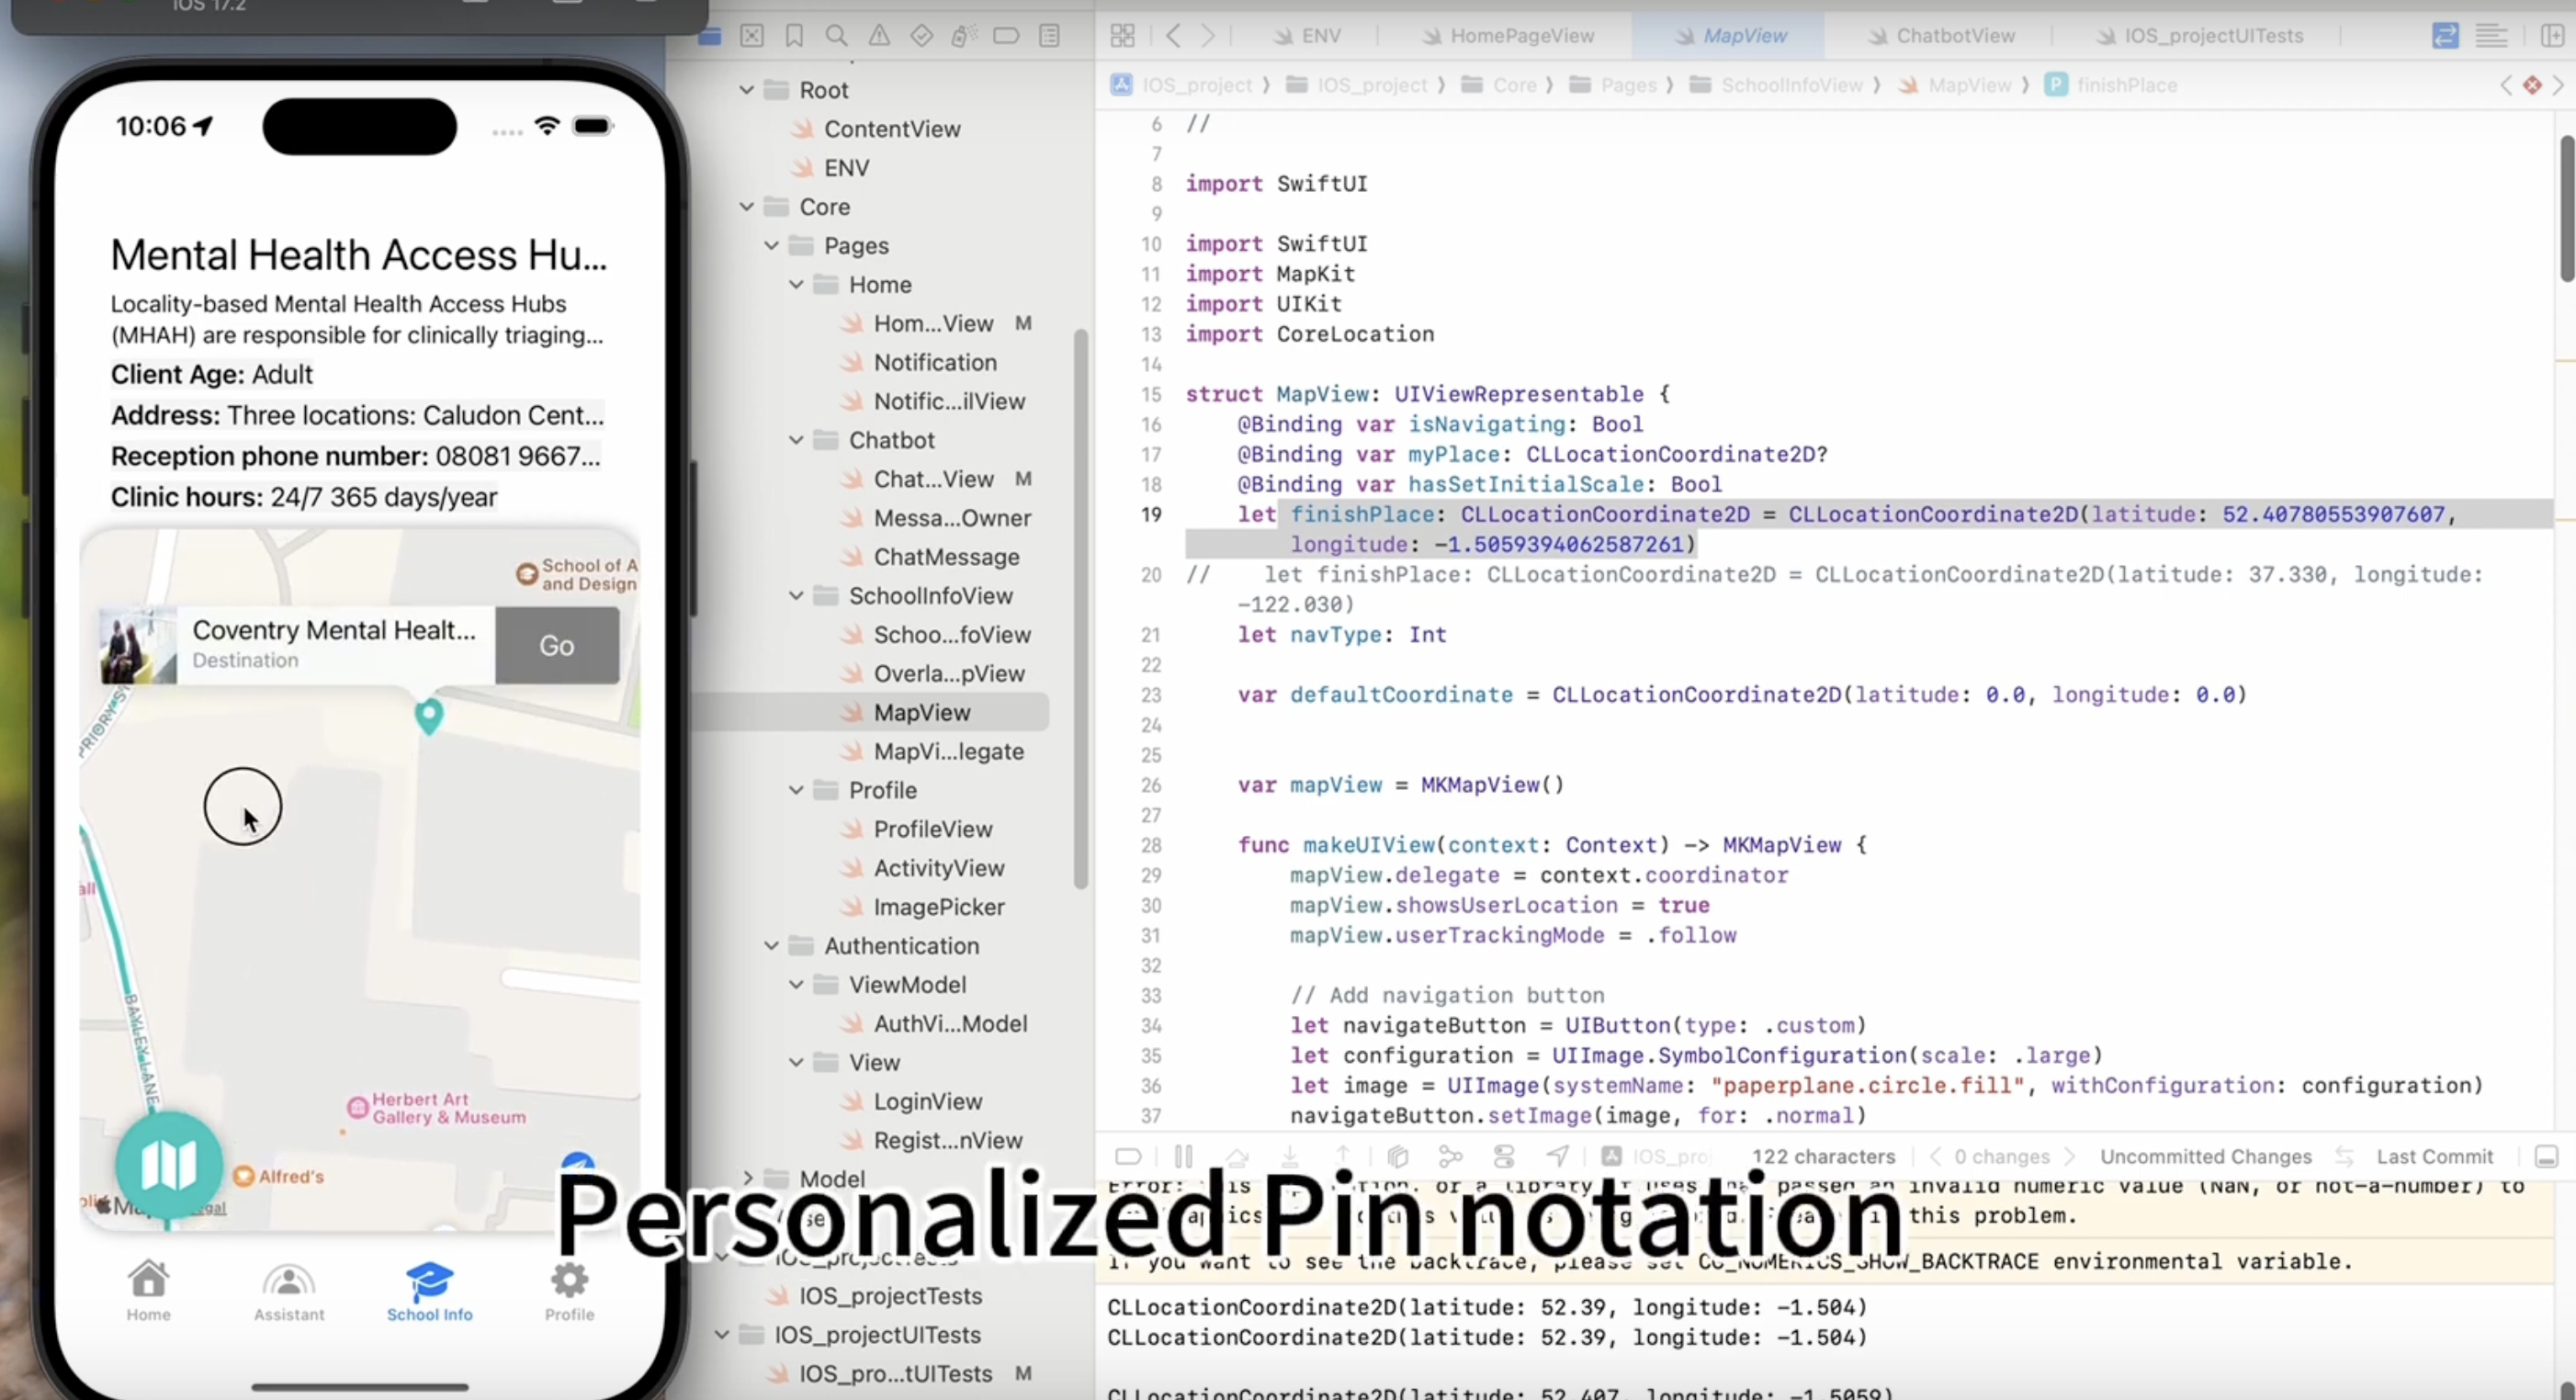 iOS 17.2
10:06
Mental Health Access Hu...
Locality-based Mental Health Access Hubs
(MHAH) are responsible for clinically triaging...
Client Age: Adult
Address: Three locations: Caludon Cent...
Reception phone number: 08081 9667...
Clinic hours: 24/7 365 days/year
School of A
and Design
Coventry Mental Healt...
Destination
Go
PRIORY S
all
BAYLEY LANE
Herbert Art
Gallery & Museum
Alfred's
Home
Assistant
School Info
Profile
Root
ContentView
ENV
Core
Pages
Home
Hom...View M
Notification
Notific...ilView
Chatbot
Chat...View M
Messa...Owner
ChatMessage
SchoolInfoView
Schoo...foView
Overla...pView
MapView
MapVi...legate
Profile
ProfileView
ActivityView
ImagePicker
Authentication
ViewModel
AuthVi...Model
View
LoginView
Regist...nView
Model
IOS_projectTests
IOS_projectTests
IOS_projectUITests
IOS_pro...tUITests M
ENV
HomePageView
MapView
ChatbotView
IOS_projectUITests
IOS_project > IOS_project > Core > Pages > SchoolInfoView > MapView > P finishPlace
6 //
7
8 import SwiftUI
9
10 import SwiftUI
11 import MapKit
12 import UIKit
13 import CoreLocation
14
15 struct MapView: UIViewRepresentable {
16 @Binding var isNavigating: Bool
17 @Binding var myPlace: CLLocationCoordinate2D?
18 @Binding var hasSetInitialScale: Bool
19 let finishPlace: CLLocationCoordinate2D = CLLocationCoordinate2D(latitude: 52.40780553907607,
longitude: -1.5059394062587261)
20 // let finishPlace: CLLocationCoordinate2D = CLLocationCoordinate2D(latitude: 37.330, longitude:
-122.030)
21 let navType: Int
22
23 var defaultCoordinate = CLLocationCoordinate2D(latitude: 0.0, longitude: 0.0)
24
25
26 var mapView = MKMapView()
27
28 func makeUIView(context: Context) -> MKMapView {
29 mapView.delegate = context.coordinator
30 mapView.showsUserLocation = true
31 mapView.userTrackingMode = .follow
32
33 // Add navigation button
34 let navigateButton = UIButton(type: .custom)
35 let configuration = UIImage.SymbolConfiguration(scale: .large)
36 let image = UIImage(systemName: "paperplane.circle.fill", withConfiguration: configuration)
37 navigateButton.setImage(image, for: .normal)
IOS_pro 122 characters 0 changes Uncommitted Changes Last Commit
Error: this or a library it uses, passed an invalid numeric value (NaN, or not-a-number) to
this problem.
Personalized Pin notation
If you want to see the backtrace, please set CG_NUMERICS_SHOW_BACKTRACE environmental variable.
CLLocationCoordinate2D(latitude: 52.39, longitude: -1.504)
CLLocationCoordinate2D(latitude: 52.39, longitude: -1.504)
CLLocationCoordinate2D(latitude: 52.407, longitude: -1.5059)